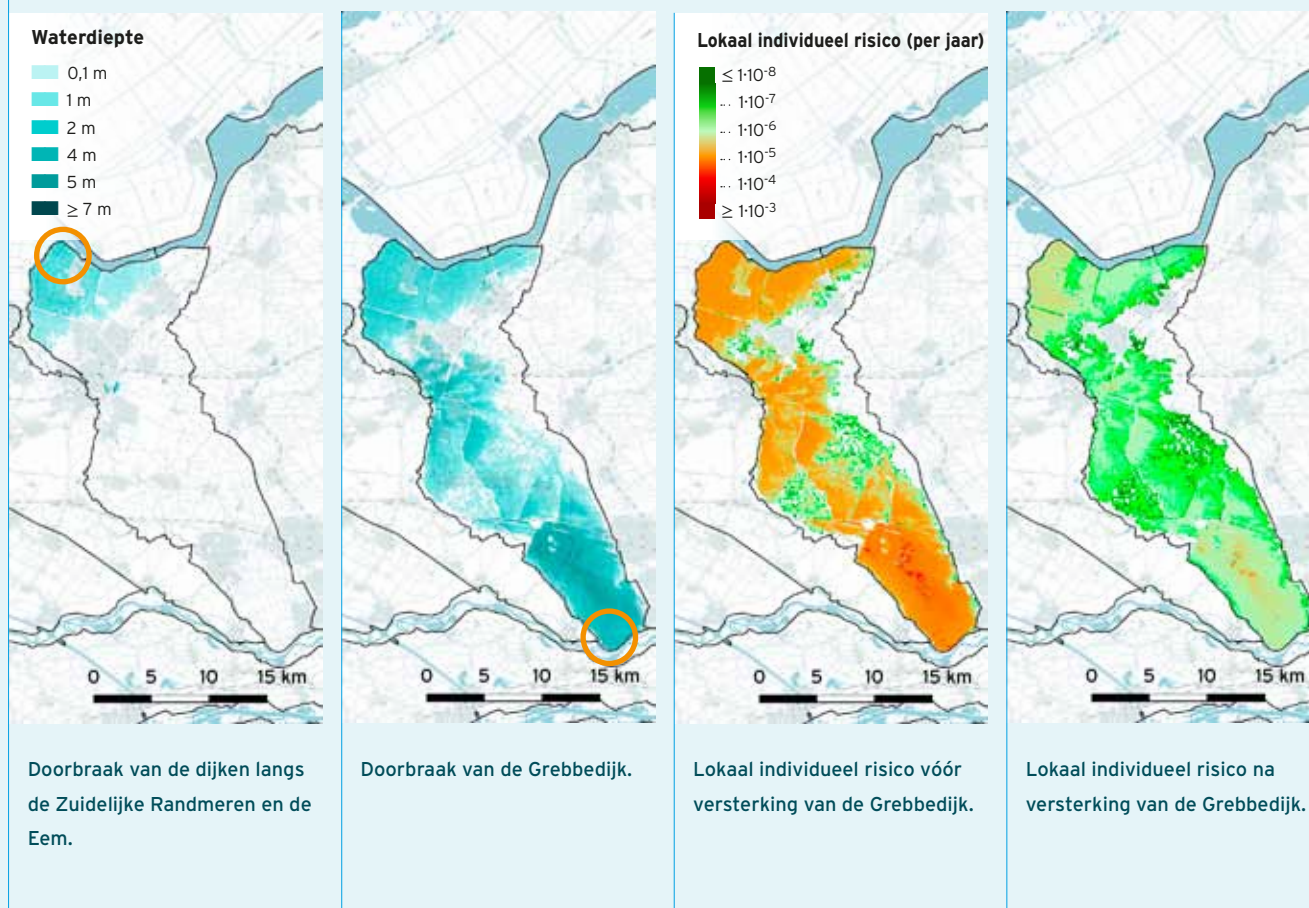 Waterdiepte
0,1 m
1 m
2 m
4 m
5 m
≥ 7 m
0 5 10 15 km
Doorbraak van de dijken langs
de Zuidelijke Randmeren en de
Eem.
0 5 10 15 km
Doorbraak van de Grebbedijk.
Lokaal individueel risico (per jaar)
≤ 1·10⁻⁸
... 1·10⁻⁷
... 1·10⁻⁶
... 1·10⁻⁵
... 1·10⁻⁴
≥ 1·10⁻³
0 5 10 15 km
Lokaal individueel risico vóór
versterking van de Grebbedijk.
0 5 10 15 km
Lokaal individueel risico na
versterking van de Grebbedijk.